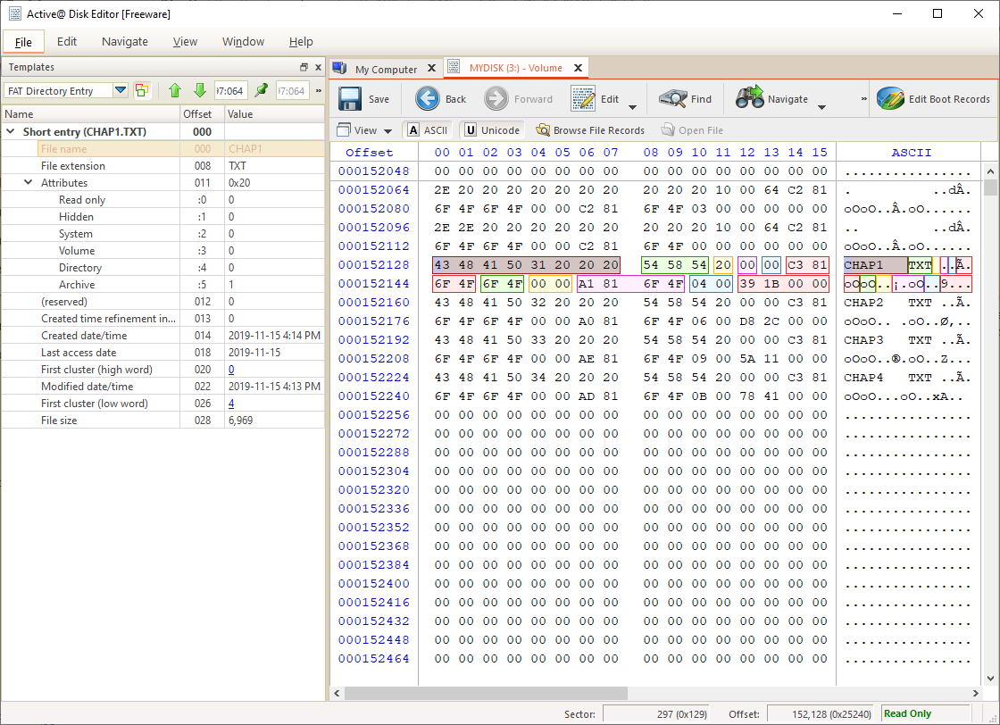 Active@ Disk Editor [Freeware]
File Edit Navigate View Window Help
Templates
FAT Directory Entry 7:064 7:064 »
Name Offset Value
Short entry (CHAP1.TXT) 000
File name 000 CHAP1
File extension 008 TXT
Attributes 011 0x20
Read only :0 0
Hidden :1 0
System :2 0
Volume :3 0
Directory :4 0
Archive :5 1
(reserved) 012 0
Created time refinement in... 013 0
Created date/time 014 2019-11-15 4:14 PM
Last access date 018 2019-11-15
First cluster (high word) 020 0
Modified date/time 022 2019-11-15 4:13 PM
First cluster (low word) 026 4
File size 028 6,969
My Computer MYDISK (3:) - Volume
Save Back Forward Edit Find Navigate » Edit Boot Records
View A ASCII U Unicode Browse File Records Open File
Offset 00 01 02 03 04 05 06 07 08 09 10 11 12 13 14 15 ASCII
000152048 00 00 00 00 00 00 00 00 00 00 00 00 00 00 00 00 ................
000152064 2E 20 20 20 20 20 20 20 20 20 20 10 00 64 C2 81 .          ..dÂ.
000152080 6F 4F 6F 4F 00 00 C2 81 6F 4F 03 00 00 00 00 00 oOoO..Â.oO......
000152096 2E 2E 20 20 20 20 20 20 20 20 20 10 00 64 C2 81 ..         ..dÂ.
000152112 6F 4F 6F 4F 00 00 C2 81 6F 4F 00 00 00 00 00 00 oOoO..Â.oO......
000152128 43 48 41 50 31 20 20 20 54 58 54 20 00 00 C3 81 CHAP1   TXT ..Ã.
000152144 6F 4F 6F 4F 00 00 A1 81 6F 4F 04 00 39 1B 00 00 oOoO..¡.oO..9...
000152160 43 48 41 50 32 20 20 20 54 58 54 20 00 00 C3 81 CHAP2   TXT ..Ã.
000152176 6F 4F 6F 4F 00 00 A0 81 6F 4F 06 00 D8 2C 00 00 oOoO.. .oO..Ø,..
000152192 43 48 41 50 33 20 20 20 54 58 54 20 00 00 C3 81 CHAP3   TXT ..Ã.
000152208 6F 4F 6F 4F 00 00 AE 81 6F 4F 09 00 5A 11 00 00 oOoO..®.oO..Z...
000152224 43 48 41 50 34 20 20 20 54 58 54 20 00 00 C3 81 CHAP4   TXT ..Ã.
000152240 6F 4F 6F 4F 00 00 AD 81 6F 4F 0B 00 78 41 00 00 oOoO...oO..xA..
000152256 00 00 00 00 00 00 00 00 00 00 00 00 00 00 00 00 ................
000152272 00 00 00 00 00 00 00 00 00 00 00 00 00 00 00 00 ................
000152288 00 00 00 00 00 00 00 00 00 00 00 00 00 00 00 00 ................
000152304 00 00 00 00 00 00 00 00 00 00 00 00 00 00 00 00 ................
000152320 00 00 00 00 00 00 00 00 00 00 00 00 00 00 00 00 ................
000152336 00 00 00 00 00 00 00 00 00 00 00 00 00 00 00 00 ................
000152352 00 00 00 00 00 00 00 00 00 00 00 00 00 00 00 00 ................
000152368 00 00 00 00 00 00 00 00 00 00 00 00 00 00 00 00 ................
000152384 00 00 00 00 00 00 00 00 00 00 00 00 00 00 00 00 ................
000152400 00 00 00 00 00 00 00 00 00 00 00 00 00 00 00 00 ................
000152416 00 00 00 00 00 00 00 00 00 00 00 00 00 00 00 00 ................
000152432 00 00 00 00 00 00 00 00 00 00 00 00 00 00 00 00 ................
000152448 00 00 00 00 00 00 00 00 00 00 00 00 00 00 00 00 ................
000152464 00 00 00 00 00 00 00 00 00 00 00 00 00 00 00 00 ................
Sector: 297 (0x129) Offset: 152,128 (0x25240) Read Only